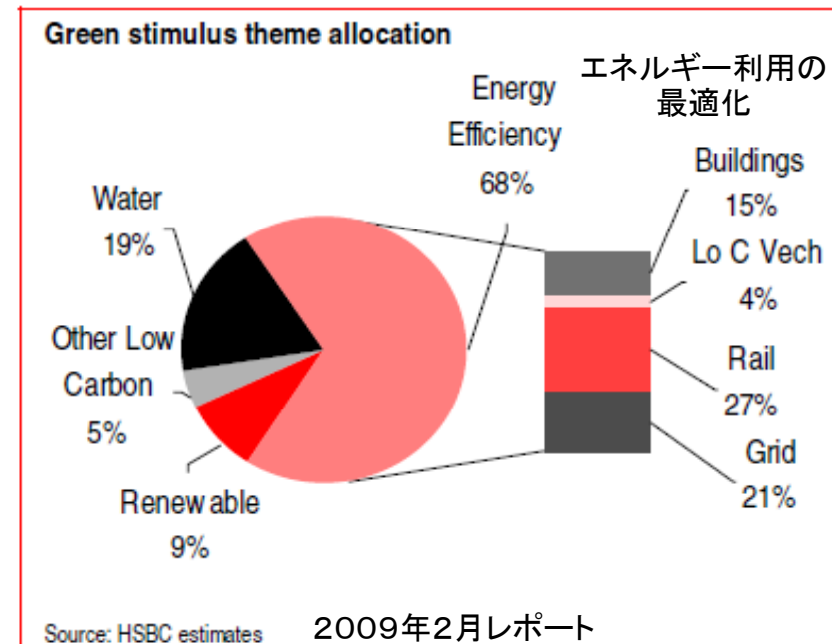 Green stimulus theme allocation
エネルギー利用の
最適化
Energy
Efficiency
68%
Buildings
15%
Lo C Vech
4%
Rail
27%
Grid
21%
Water
19%
Other Low
Carbon
5%
Renewable
9%
Source: HSBC estimates
2009年2月レポート